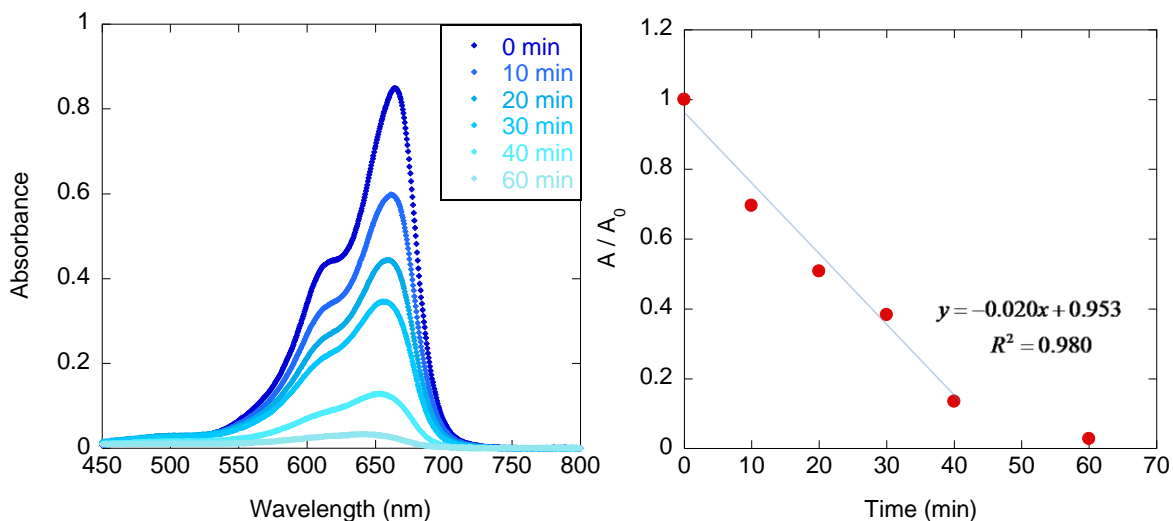 1
0.8
0.6
0.4
0.2
0
Absorbance
0 min
10 min
20 min
30 min
40 min
60 min
450 500 550 600 650 700 750 800
Wavelength (nm)
1.2
1
0.8
0.6
0.4
0.2
0
A / A0
y = −0.020x + 0.953
R² = 0.980
0 10 20 30 40 50 60 70
Time (min)